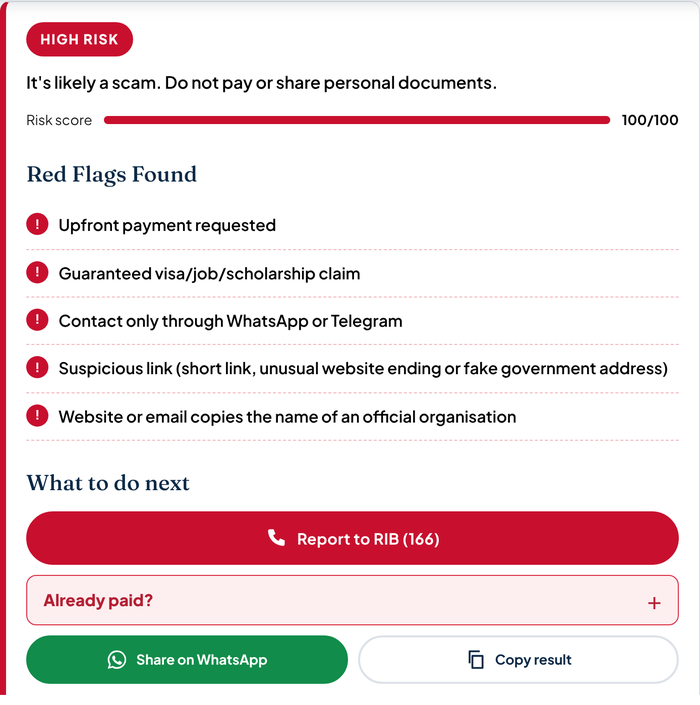 HIGH RISK
It's likely a scam. Do not pay or share personal documents.
Risk score 100/100
Red Flags Found
! Upfront payment requested
! Guaranteed visa/job/scholarship claim
! Contact only through WhatsApp or Telegram
! Suspicious link (short link, unusual website ending or fake government address)
! Website or email copies the name of an official organisation
What to do next
Report to RIB (166)
Already paid? +
Share on WhatsApp
Copy result